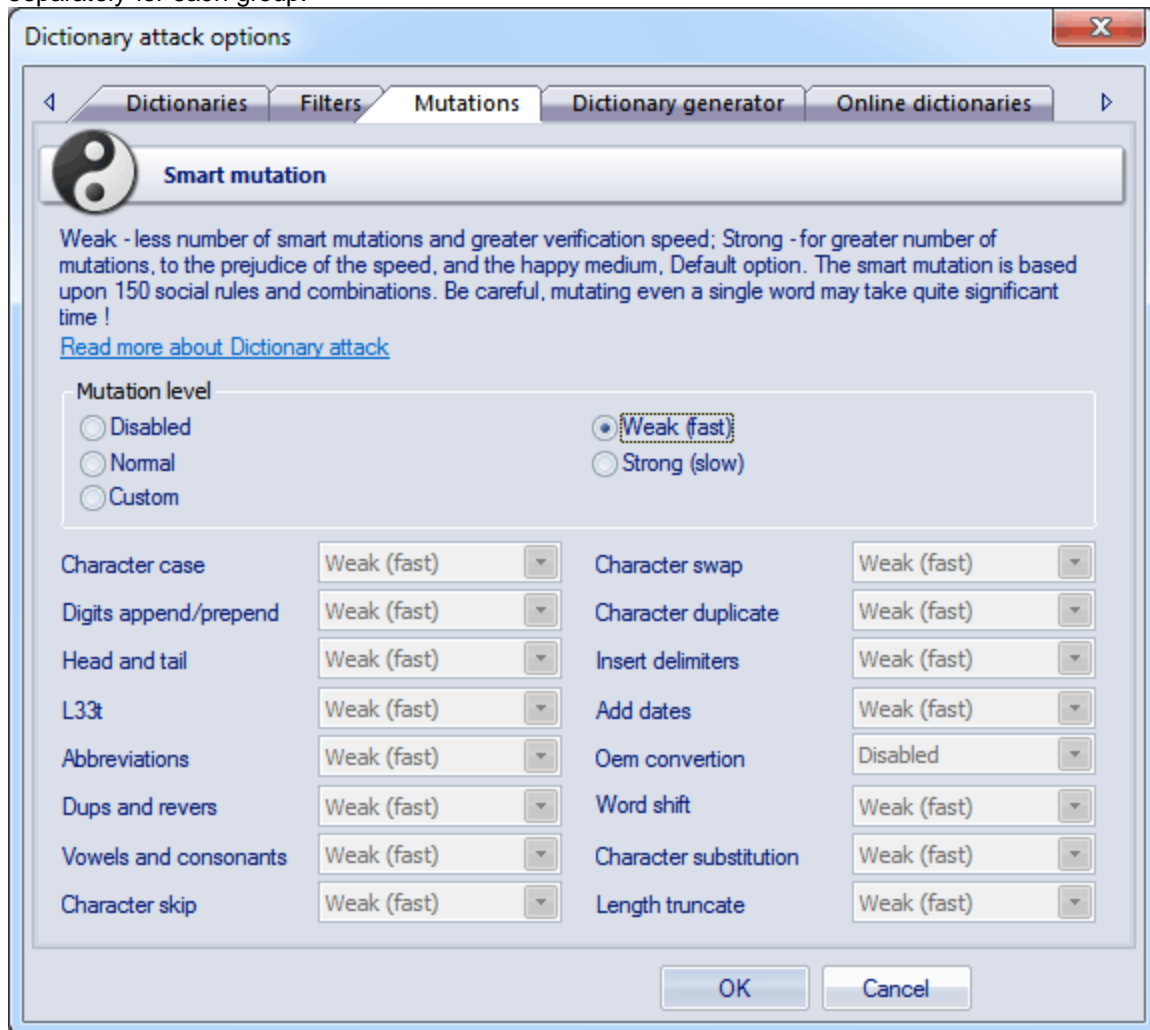 separately for each group.
Dictionary attack options
Dictionaries Filters Mutations Dictionary generator Online dictionaries
Smart mutation
Weak - less number of smart mutations and greater verification speed; Strong - for greater number of
mutations, to the prejudice of the speed, and the happy medium, Default option. The smart mutation is based
upon 150 social rules and combinations. Be careful, mutating even a single word may take quite significant
time !
Read more about Dictionary attack
Mutation level
Disabled Weak (fast)
Normal Strong (slow)
Custom
Character case Weak (fast) Character swap Weak (fast)
Digits append/prepend Weak (fast) Character duplicate Weak (fast)
Head and tail Weak (fast) Insert delimiters Weak (fast)
L33t Weak (fast) Add dates Weak (fast)
Abbreviations Weak (fast) Oem convertion Disabled
Dups and revers Weak (fast) Word shift Weak (fast)
Vowels and consonants Weak (fast) Character substitution Weak (fast)
Character skip Weak (fast) Length truncate Weak (fast)
OK Cancel